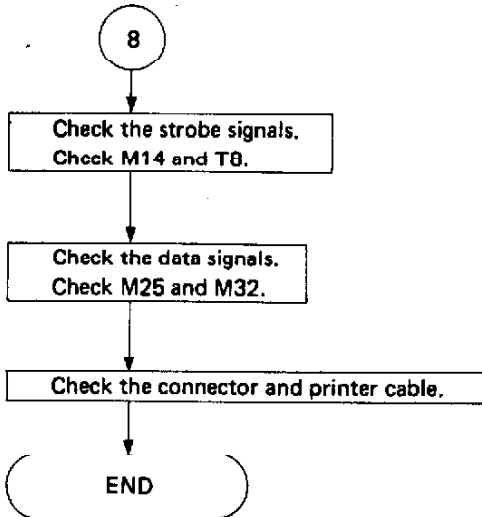 8
Check the strobe signals.
Check M14 and T8.
Check the data signals.
Check M25 and M32.
Check the connector and printer cable.
END